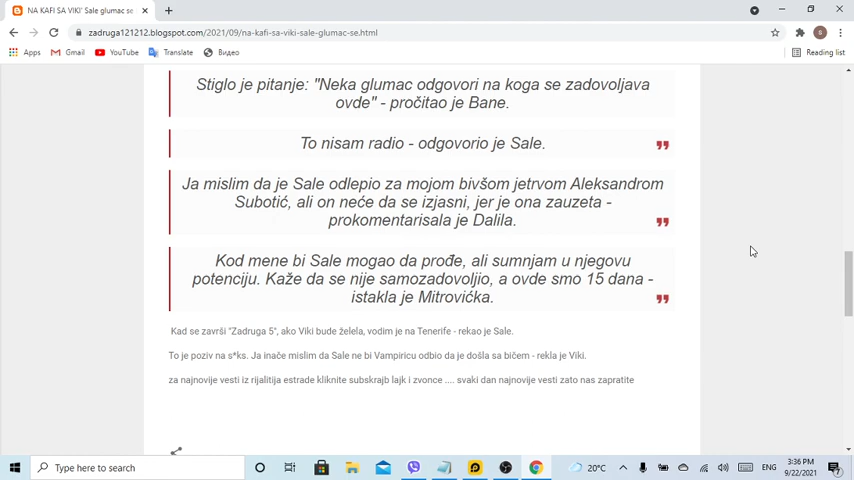 NA KAFI SA VIKI' Sale glumac se
zadruga121212.blogspot.com/2021/09/na-kafi-sa-viki-sale-glumac-se.html
B
Apps
Gmail
YouTube
Translate
Видео
Reading list
Stiglo je pitanje: "Neka glumac odgovori na koga se zadovoljava
ovde" - pročitao je Bane.
To nisam radio - odgovorio je Sale.
Ja mislim da je Sale odlepio za mojom bivšom jetrvom Aleksandrom
Subotić, ali on neće da se izjasni, jer je ona zauzeta -
prokomentarisala je Dalila.
Kod mene bi Sale mogao da prođe, ali sumnjam u njegovu
potenciju. Kaže da se nije samozadovoljio, a ovde smo 15 dana -
istakla je Mitrovićka.
Kad se završi "Zadruga 5", ako Viki bude želela, vodim je na Tenerife - rekao je Sale.
To je poziv na s*ks. Ja inače mislim da Sale ne bi Vampiricu odbio da je došla sa bičem - rekla je Viki.
za najnovije vesti iz rijalitija estrade kliknite subskrajb lajk i zvonce .... svaki dan najnovije vesti zato nas zapratite
Type here to search
20°C
ENG
3:36 PM
9/22/2021